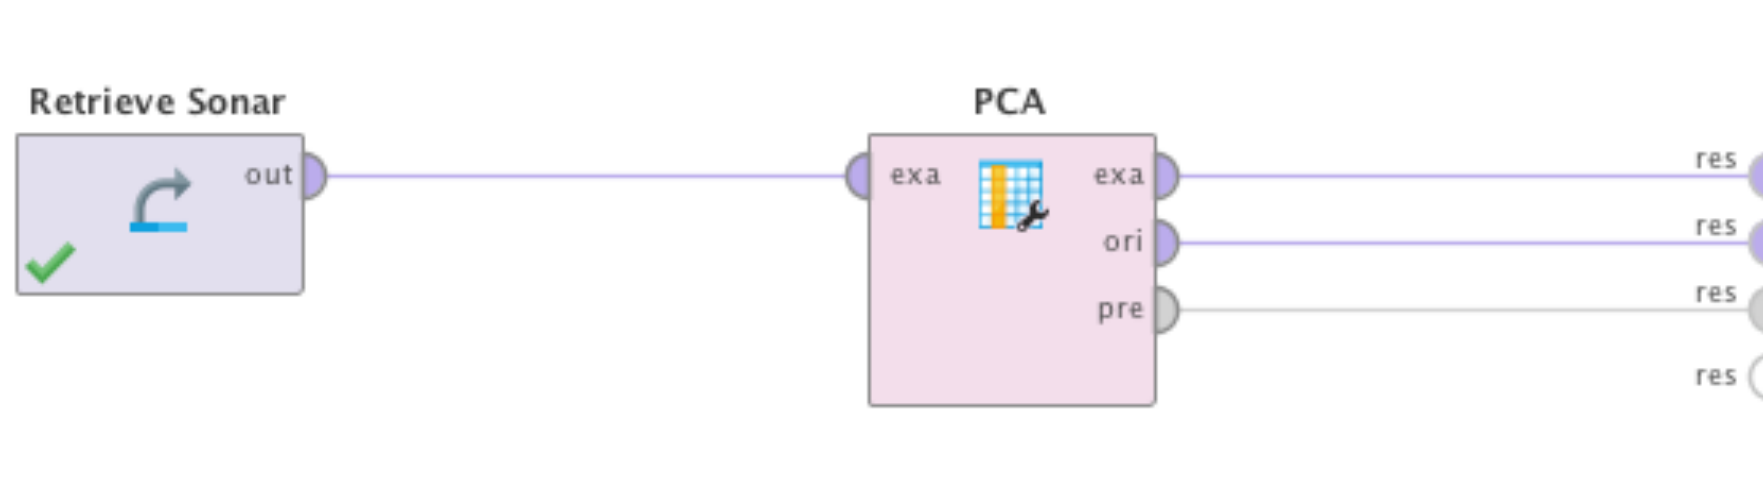 Retrieve Sonar
out
PCA
exa
exa
ori
pre
res
res
res
res